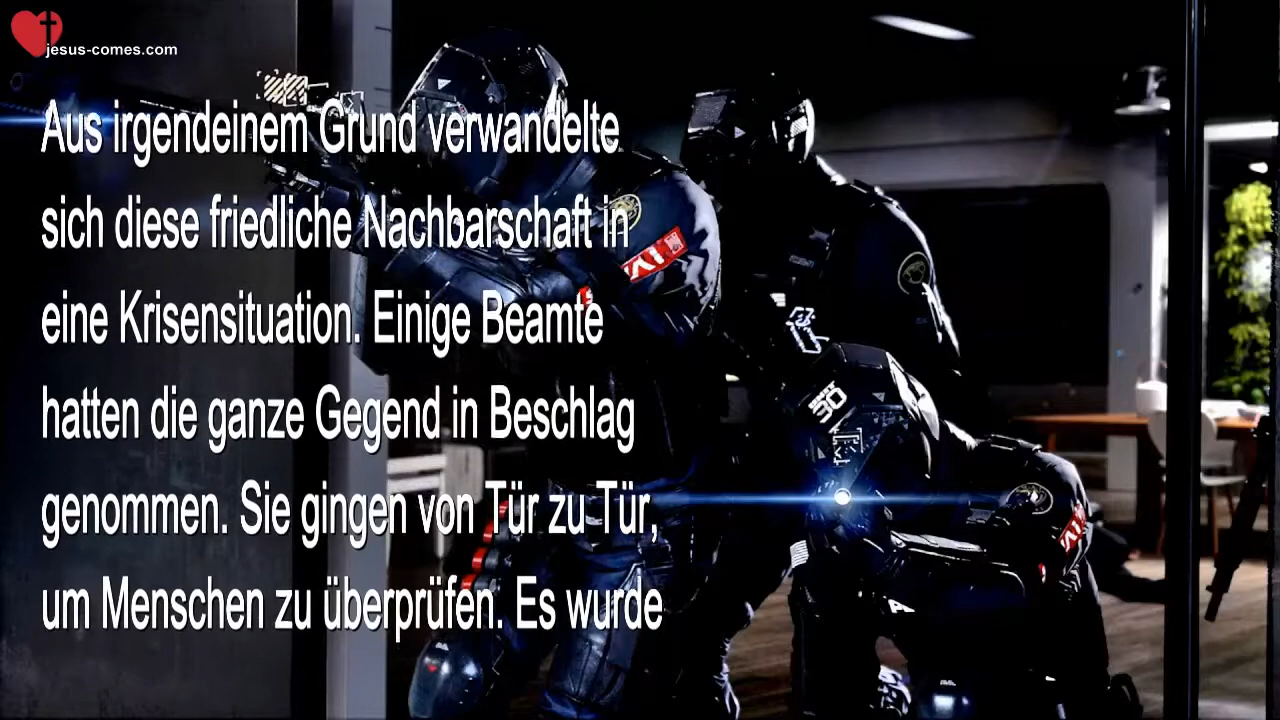 jesus-comes.com
Aus irgendeinem Grund verwandelte
sich diese friedliche Nachbarschaft in
eine Krisensituation. Einige Beamte
hatten die ganze Gegend in Beschlag
genommen. Sie gingen von Tür zu Tür,
um Menschen zu überprüfen. Es wurde
30